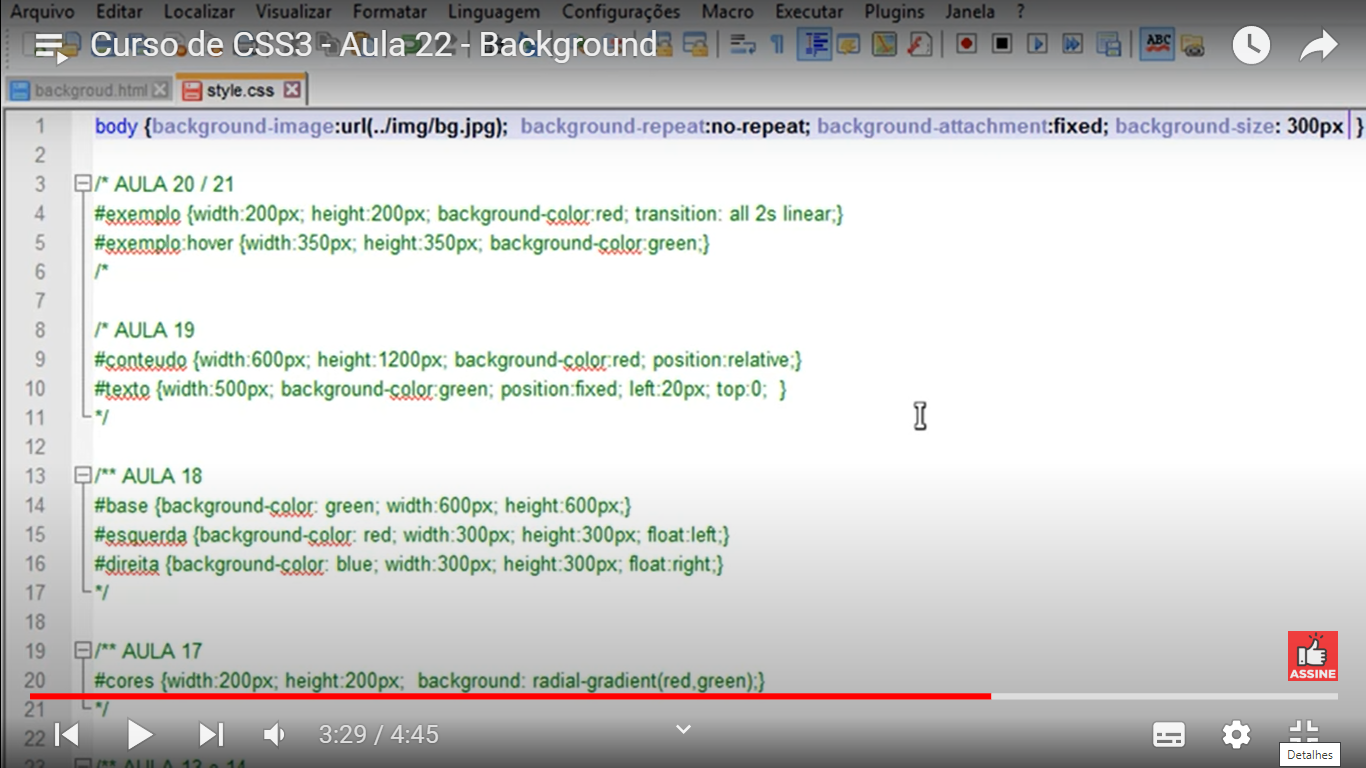 Arquivo Editar Localizar Visualizar Formatar Linguagem Configurações Macro Executar Plugins Janela ?
Curso de CSS3 - Aula 22 - Background
ABC
backgroud.html style.css
1 body {background-image:url(../img/bg.jpg); background-repeat:no-repeat; background-attachment:fixed; background-size: 300px }
2
3 /* AULA 20 / 21
4 #exemplo {width:200px; height:200px; background-color:red; transition: all 2s linear;}
5 #exemplo:hover {width:350px; height:350px; background-color:green;}
6 /*
7
8 /* AULA 19
9 #conteudo {width:600px; height:1200px; background-color:red; position:relative;}
10 #texto {width:500px; background-color:green; position:fixed; left:20px; top:0; }
11 */
12
13 /** AULA 18
14 #base {background-color: green; width:600px; height:600px;}
15 #esquerda {background-color: red; width:300px; height:300px; float:left;}
16 #direita {background-color: blue; width:300px; height:300px; float:right;}
17 */
18
19 /** AULA 17
20 #cores {width:200px; height:200px; background: radial-gradient(red,green);}
21 */
22
23 /** AULA 13 a 14
ASSINE
3:29 / 4:45
Detalhes